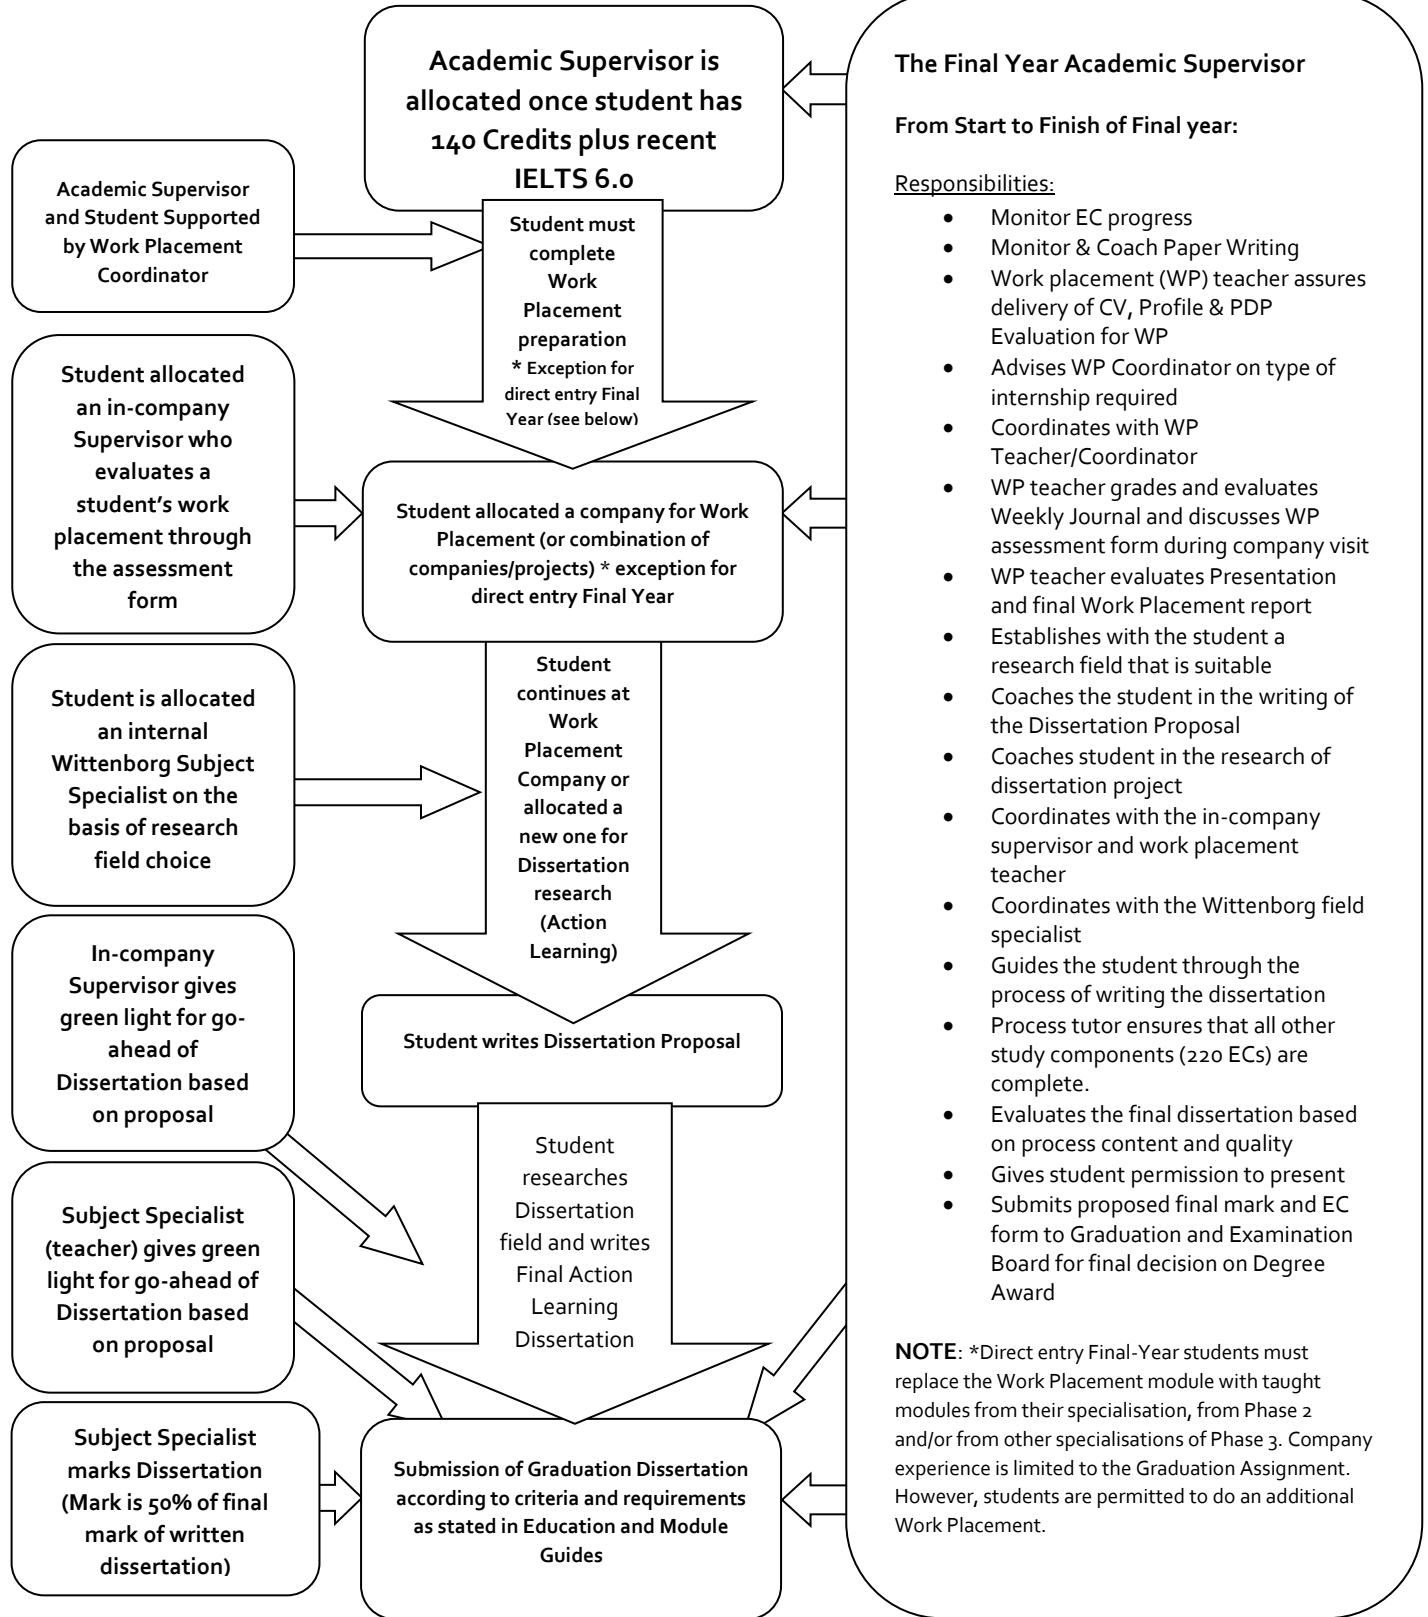 Academic Supervisor is
allocated once student has
140 Credits plus recent
IELTS 6.0
Academic Supervisor
and Student Supported
by Work Placement
Coordinator
Student must
complete
Work
Placement
preparation
* Exception for
direct entry Final
Year (see below)
Student allocated
an in-company
Supervisor who
evaluates a
student’s work
placement through
the assessment
form
Student allocated a company for Work
Placement (or combination of
companies/projects) * exception for
direct entry Final Year
Student is allocated
an internal
Wittenborg Subject
Specialist on the
basis of research
field choice
Student
continues at
Work
Placement
Company or
allocated a
new one for
Dissertation
research
(Action
Learning)
In-company
Supervisor gives
green light for go-
ahead of
Dissertation based
on proposal
Student writes Dissertation Proposal
Subject Specialist
(teacher) gives green
light for go-ahead of
Dissertation based
on proposal
Student
researches
Dissertation
field and writes
Final Action
Learning
Dissertation
Subject Specialist
marks Dissertation
(Mark is 50% of final
mark of written
dissertation)
Submission of Graduation Dissertation
according to criteria and requirements
as stated in Education and Module
Guides
The Final Year Academic Supervisor
From Start to Finish of Final year:
Responsibilities:
• Monitor EC progress
• Monitor & Coach Paper Writing
• Work placement (WP) teacher assures
delivery of CV, Profile & PDP
Evaluation for WP
• Advises WP Coordinator on type of
internship required
• Coordinates with WP
Teacher/Coordinator
• WP teacher grades and evaluates
Weekly Journal and discusses WP
assessment form during company visit
• WP teacher evaluates Presentation
and final Work Placement report
• Establishes with the student a
research field that is suitable
• Coaches the student in the writing of
the Dissertation Proposal
• Coaches student in the research of
dissertation project
• Coordinates with the in-company
supervisor and work placement
teacher
• Coordinates with the Wittenborg field
specialist
• Guides the student through the
process of writing the dissertation
• Process tutor ensures that all other
study components (220 ECs) are
complete.
• Evaluates the final dissertation based
on process content and quality
• Gives student permission to present
• Submits proposed final mark and EC
form to Graduation and Examination
Board for final decision on Degree
Award
NOTE: *Direct entry Final-Year students must
replace the Work Placement module with taught
modules from their specialisation, from Phase 2
and/or from other specialisations of Phase 3. Company
experience is limited to the Graduation Assignment.
However, students are permitted to do an additional
Work Placement.